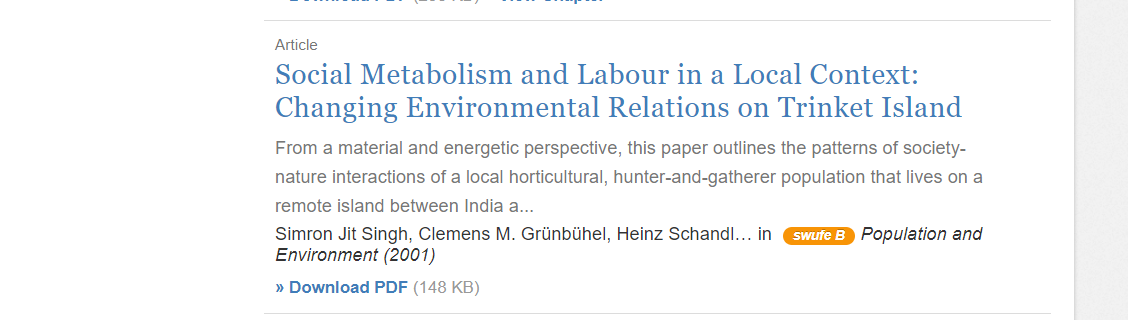 Article
Social Metabolism and Labour in a Local Context:
Changing Environmental Relations on Trinket Island
From a material and energetic perspective, this paper outlines the patterns of society-
nature interactions of a local horticultural, hunter-and-gatherer population that lives on a
remote island between India a...
Simron Jit Singh, Clemens M. Grünbühel, Heinz Schandl… in swufe B Population and
Environment (2001)
» Download PDF (148 KB)